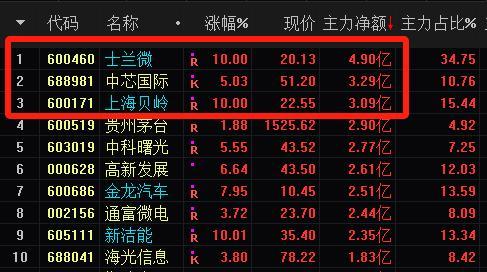 代码 名称 涨幅% 现价 主力净额↓ 主力占比%
1 600460 士兰微 R 10.00 20.13 4.90亿 34.75
2 688981 中芯国际 K 5.03 51.20 3.29亿 10.76
3 600171 上海贝岭 R 10.00 22.55 3.09亿 15.44
4 600519 贵州茅台 R 1.88 1525.62 2.90亿 4.92
5 603019 中科曙光 R 5.55 43.52 2.77亿 7.25
6 000628 高新发展 6.64 43.50 2.61亿 12.03
7 600686 金龙汽车 R 7.95 10.45 2.51亿 13.59
8 002156 通富微电 R 3.72 23.70 2.44亿 8.09
9 605111 新洁能 R 10.01 35.40 2.35亿 13.34
10 688041 海光信息 K 3.80 78.22 1.83亿 8.42